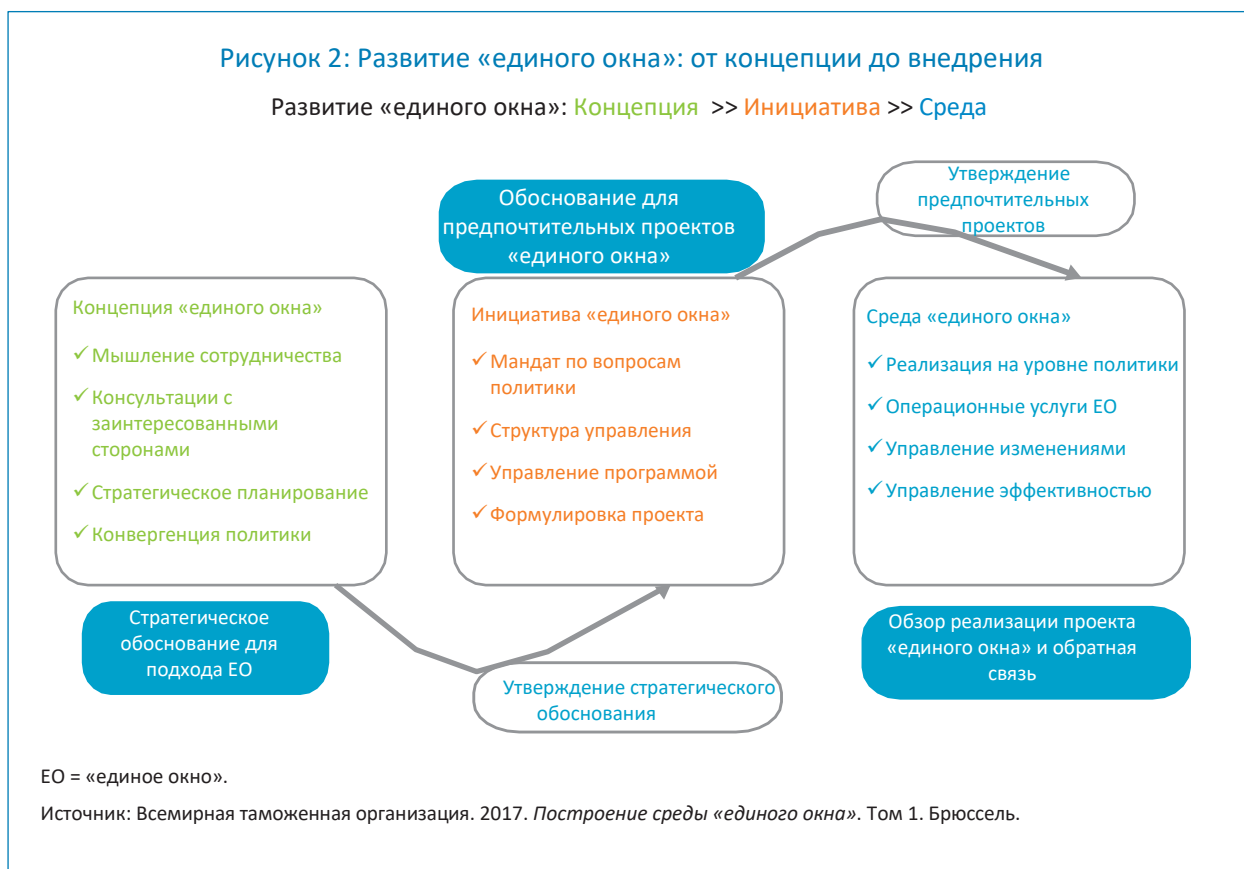 Рисунок 2: Развитие «единого окна»: от концепции до внедрения
Развитие «единого окна»: Концепция >> Инициатива >> Среда
Обоснование для
предпочтительных проектов
«единого окна»
Утверждение
предпочтительных
проектов
Концепция «единого окна»
✓ Мышление сотрудничества
✓ Консультации с
заинтересованными
сторонами
✓ Стратегическое планирование
✓ Конвергенция политики
Инициатива «единого окна»
✓ Мандат по вопросам
политики
✓ Структура управления
✓ Управление программой
✓ Формулировка проекта
Среда «единого окна»
✓ Реализация на уровне политики
✓ Операционные услуги ЕО
✓ Управление изменениями
✓ Управление эффективностью
Стратегическое
обоснование для
подхода ЕО
Утверждение стратегического
обоснования
Обзор реализации проекта
«единого окна» и обратная
связь
ЕО = «единое окно».
Источник: Всемирная таможенная организация. 2017. Построение среды «единого окна». Том 1. Брюссель.